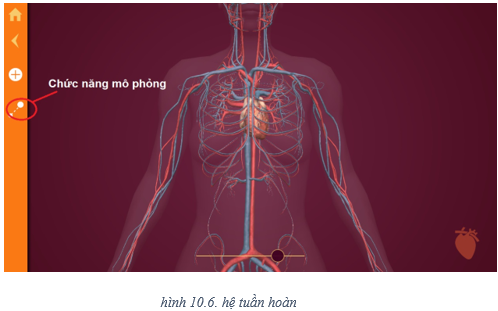 Chức năng mô phỏng
hình 10.6. hệ tuần hoàn